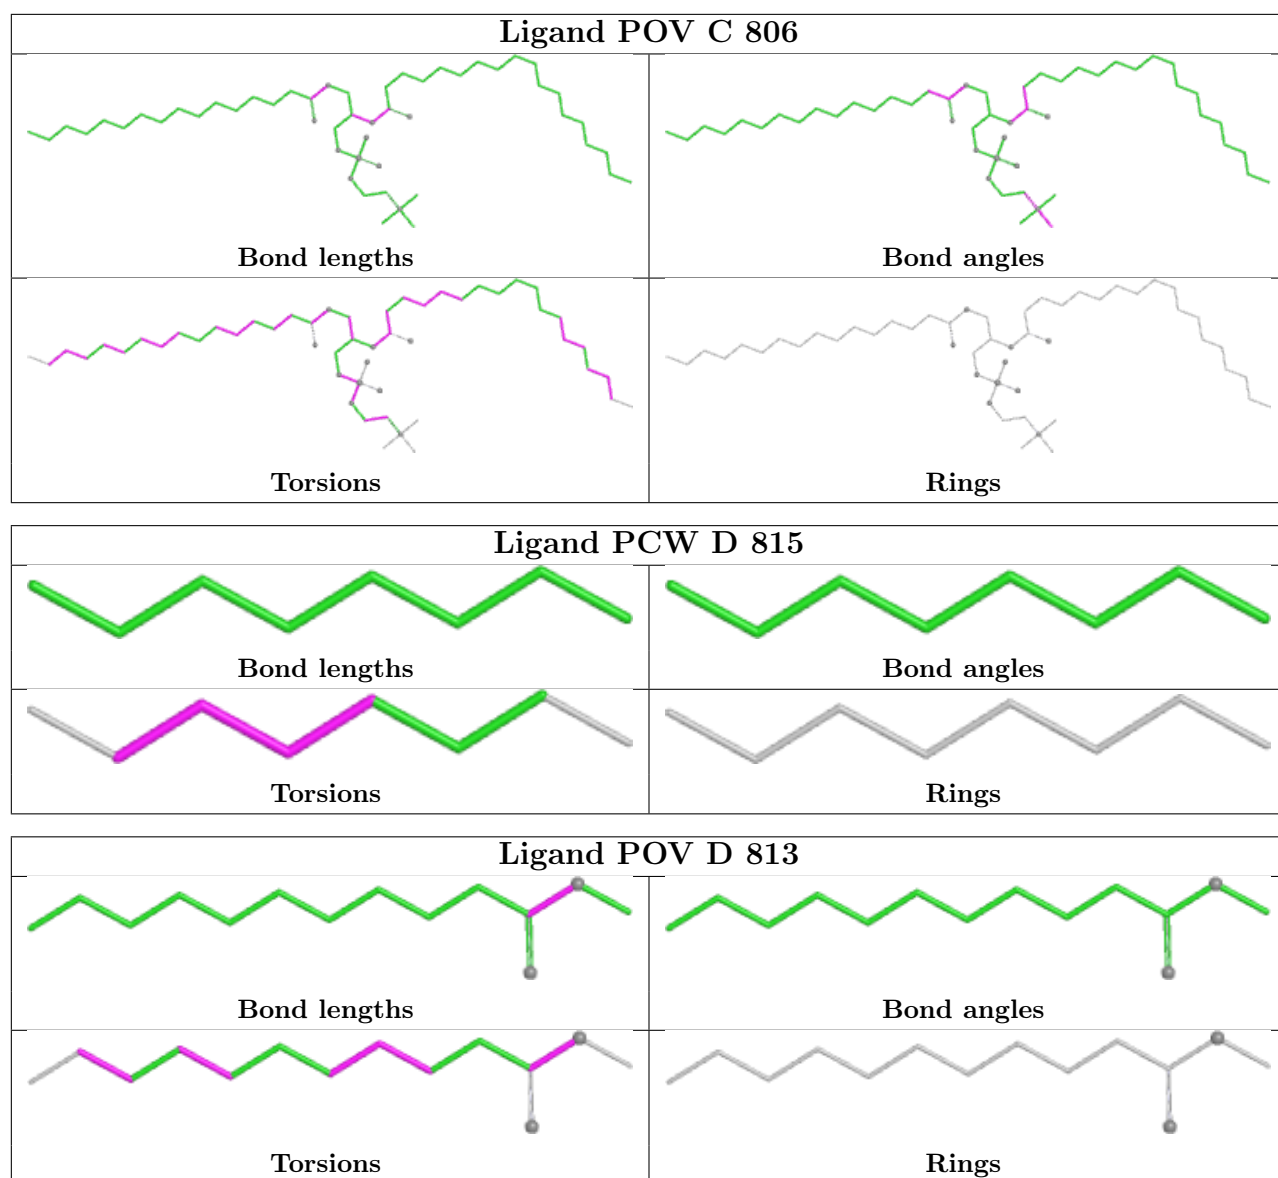 Ligand POV C 806
Bond lengths
Bond angles
Torsions
Rings
Ligand PCW D 815
Bond lengths
Bond angles
Torsions
Rings
Ligand POV D 813
Bond lengths
Bond angles
Torsions
Rings